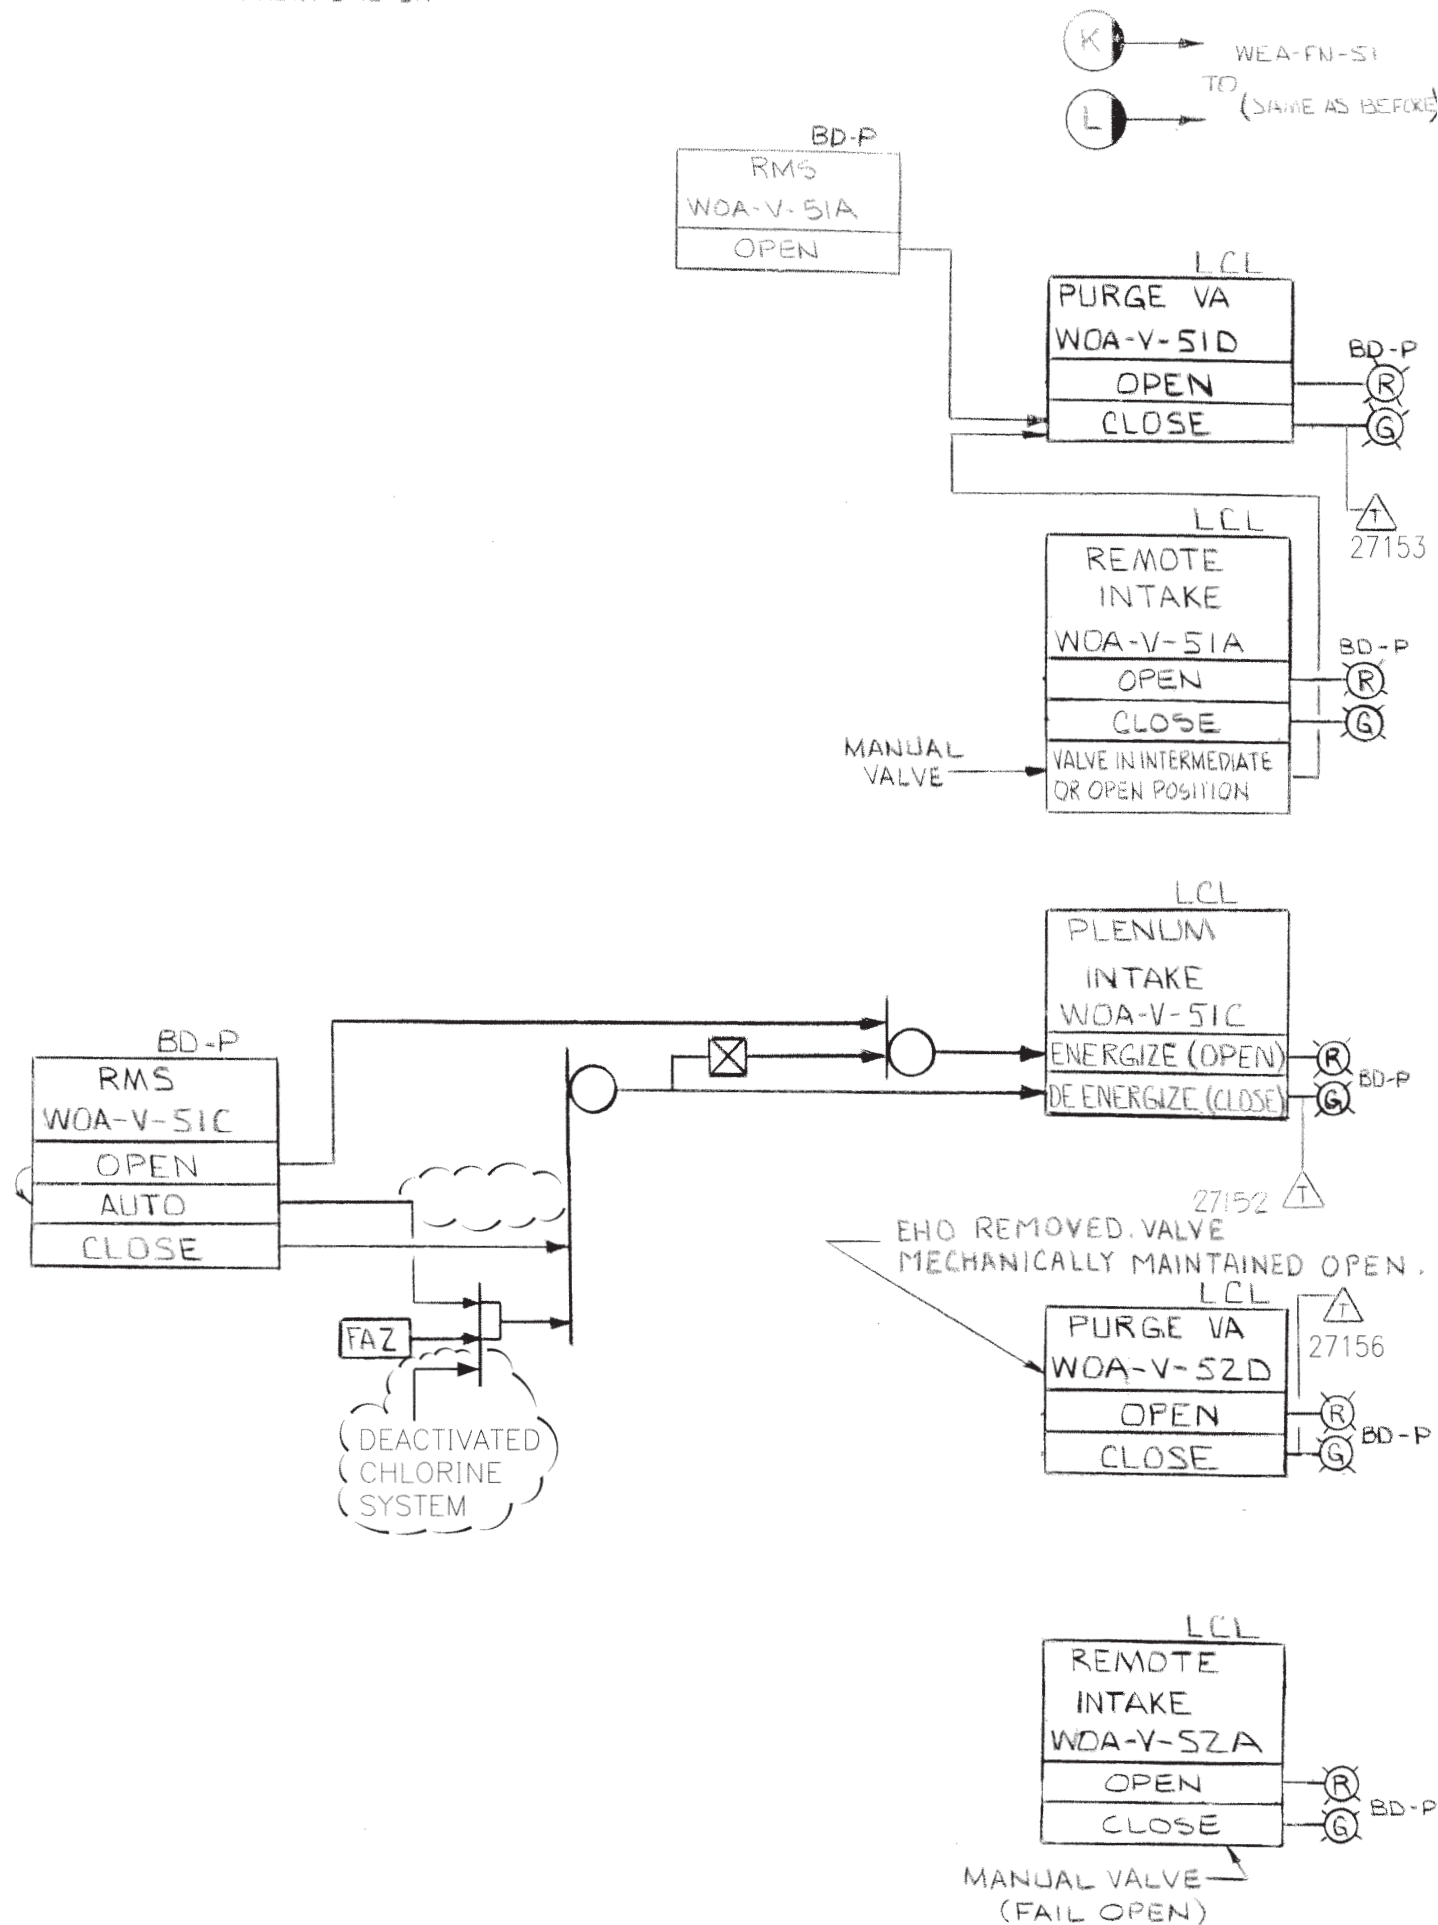 K
WEA-FN-51
TO
(SAME AS BEFORE)
L
BD-P
RMS
WOA-V-51A
OPEN
LCL
PURGE VA
WOA-V-51D
OPEN
CLOSE
BD-P
R
G
T
27153
LCL
REMOTE
INTAKE
WOA-V-51A
OPEN
CLOSE
VALVE IN INTERMEDIATE
OR OPEN POSITION
BD-P
R
G
MANUAL
VALVE
LCL
PLENUM
INTAKE
WOA-V-51C
ENERGIZE (OPEN)
DE ENERGIZE (CLOSE)
R
G
BD-P
T
27152
BD-P
RMS
WOA-V-51C
OPEN
AUTO
CLOSE
FAZ
DEACTIVATED
CHLORINE
SYSTEM
EHO REMOVED. VALVE
MECHANICALLY MAINTAINED OPEN.
LCL
PURGE VA
WOA-V-52D
OPEN
CLOSE
T
27156
R
G
BD-P
LCL
REMOTE
INTAKE
WOA-V-52A
OPEN
CLOSE
R
G
BD-P
MANUAL VALVE
(FAIL OPEN)